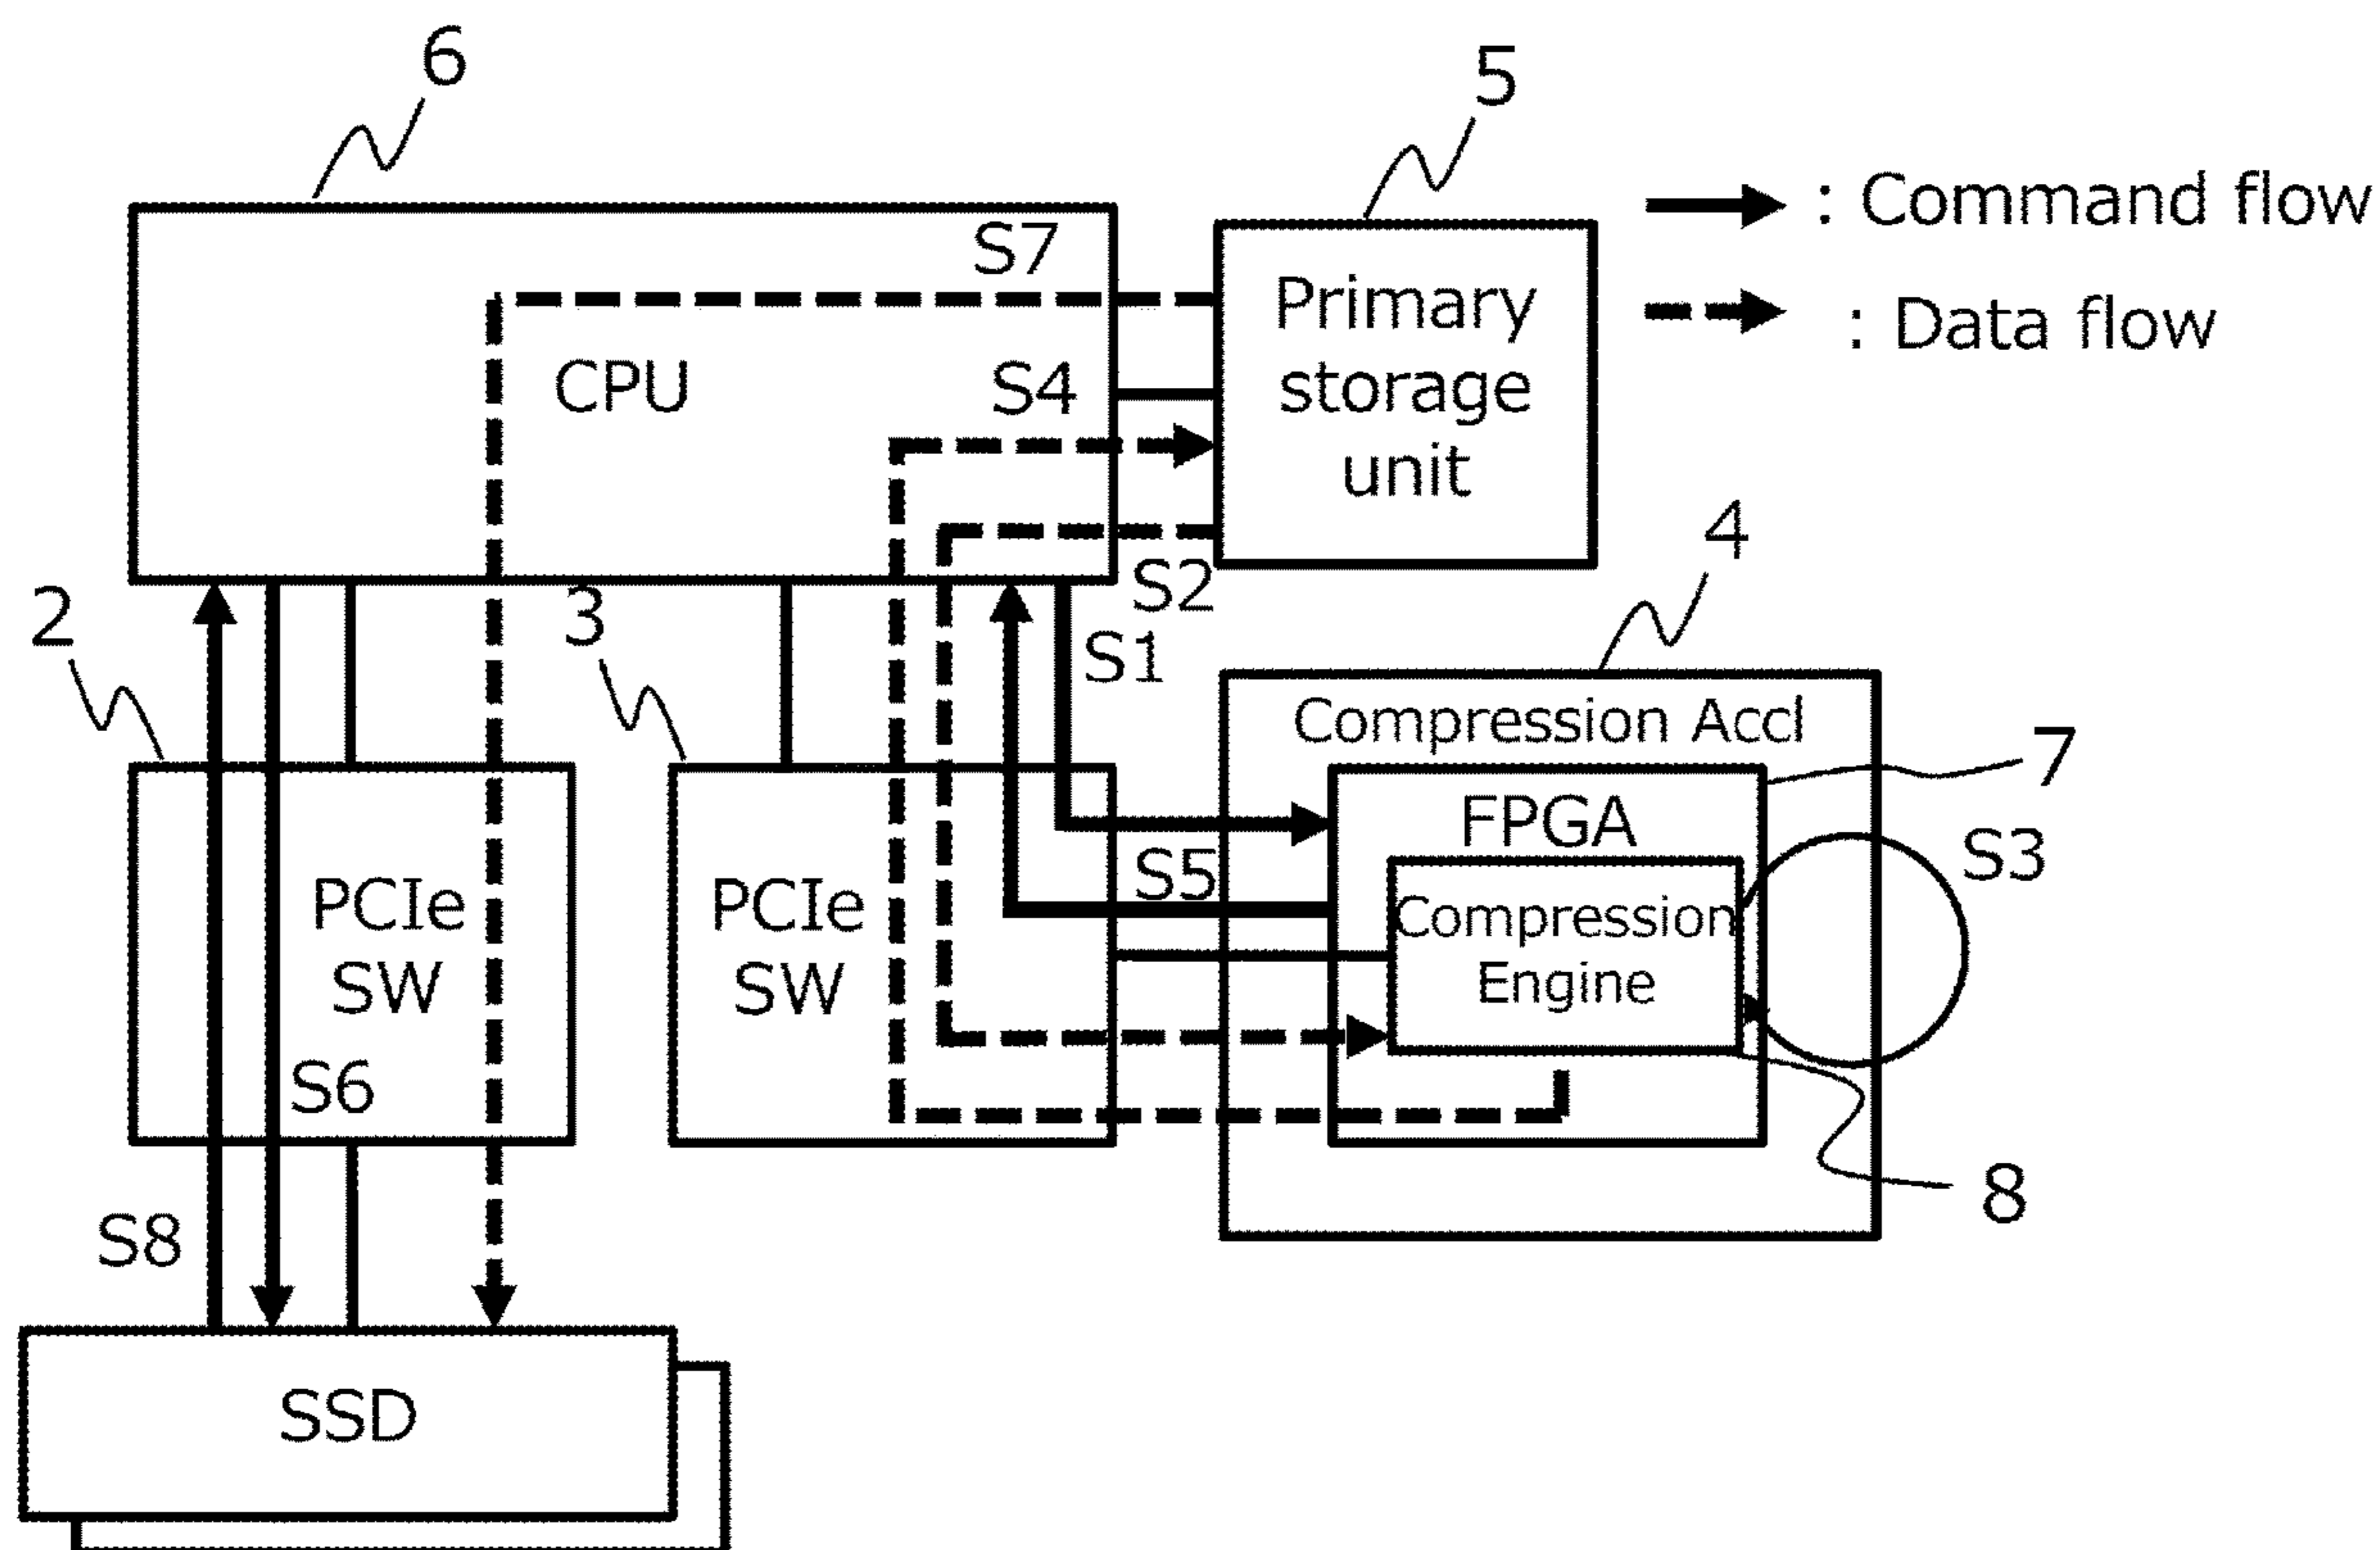 6
5
: Command flow
: Data flow
S7
Primary
storage
unit
CPU
S4
4
2
3
S2
S1
Compression Accl
7
FPGA
S3
S5
PCIe
SW
PCIe
SW
Compression
Engine
S6
8
S8
SSD